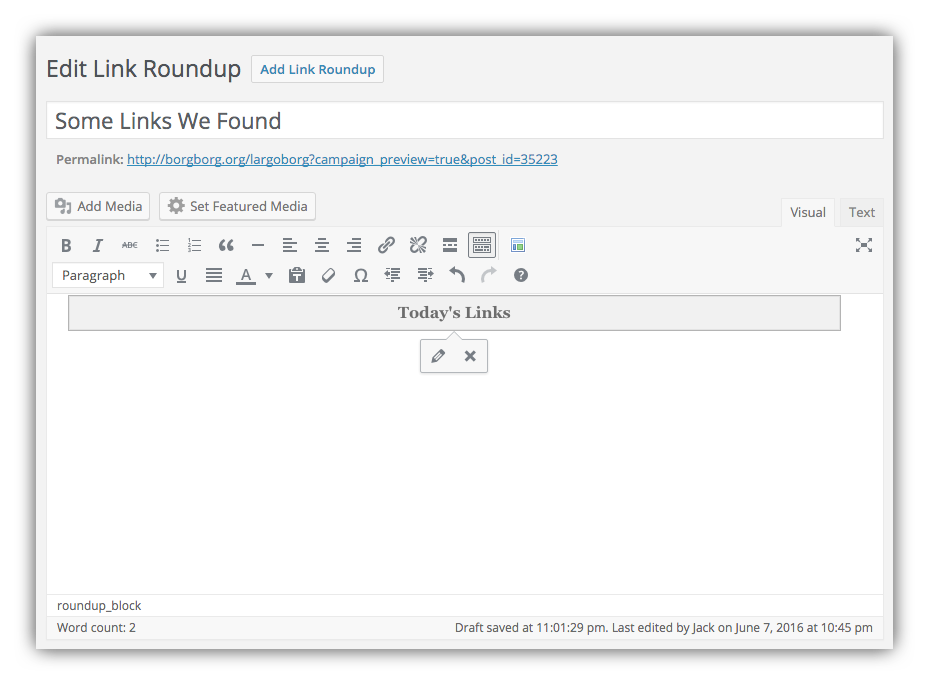 Edit Link Roundup Add Link Roundup
Some Links We Found
Permalink: http://borgborg.org/largoborg?campaign_preview=true&post_id=35223
Add Media Set Featured Media Visual Text
B I ABC
Paragraph U A Ω ?
Today's Links
roundup_block
Word count: 2 Draft saved at 11:01:29 pm. Last edited by Jack on June 7, 2016 at 10:45 pm